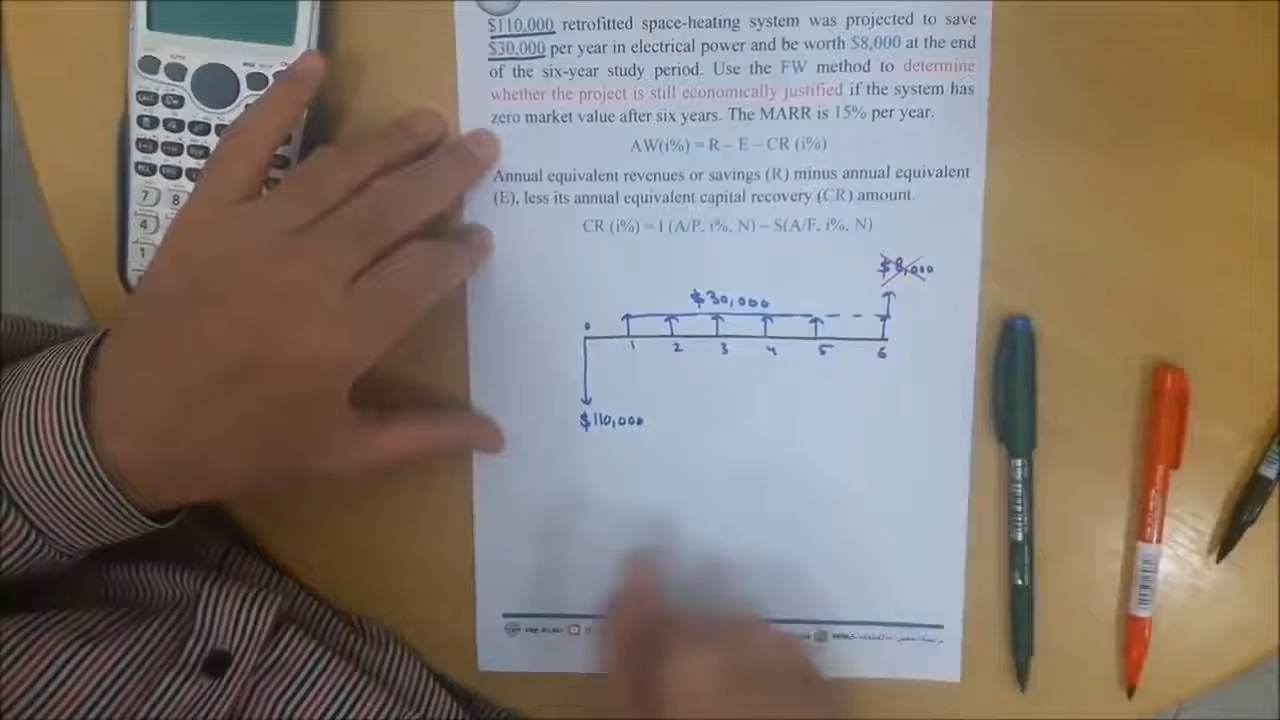 $110,000 retrofitted space-heating system was projected to save
$30,000 per year in electrical power and be worth $8,000 at the end
of the six-year study period. Use the FW method to determine
whether the project is still economically justified if the system has
zero market value after six years. The MARR is 15% per year.
AW(i%) = R – E – CR (i%)
Annual equivalent revenues or savings (R) minus annual equivalent
(E), less its annual equivalent capital recovery (CR) amount.
CR (i%) = I (A/P, i%, N) – S(A/F, i%, N)
$8,000
$30,000
0
1 2 3 4 5 6
$110,000
7 8
4
1